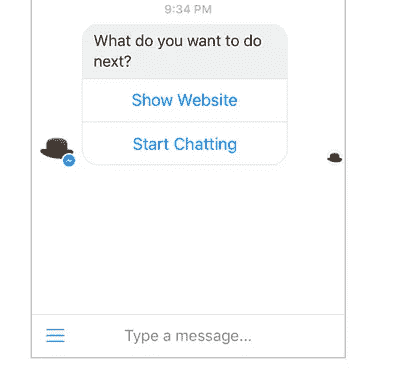 9:34 PM
What do you want to do
next?
Show Website
Start Chatting
Type a message...